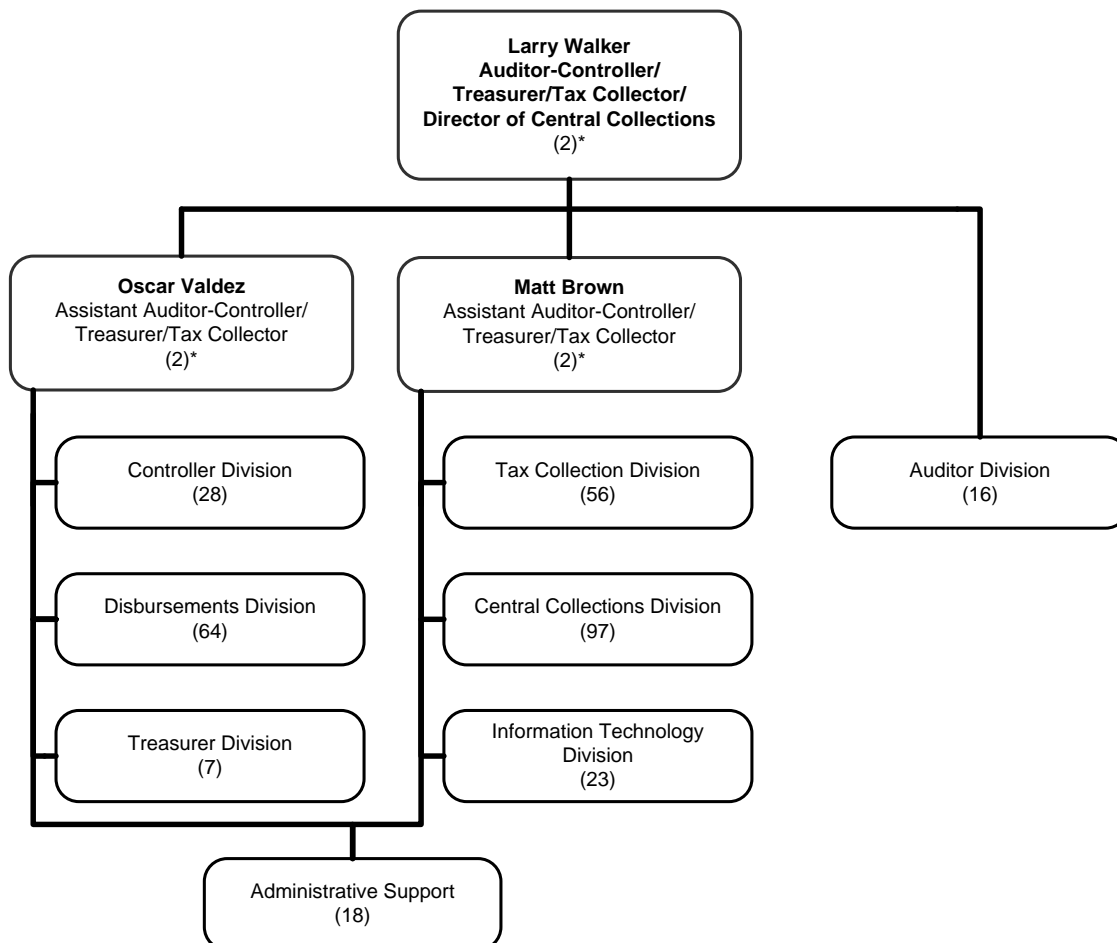 Larry Walker
Auditor-Controller/
Treasurer/Tax Collector/
Director of Central Collections
(2)*
Oscar Valdez
Assistant Auditor-Controller/
Treasurer/Tax Collector
(2)*
Matt Brown
Assistant Auditor-Controller/
Treasurer/Tax Collector
(2)*
Controller Division
(28)
Tax Collection Division
(56)
Auditor Division
(16)
Disbursements Division
(64)
Central Collections Division
(97)
Treasurer Division
(7)
Information Technology
Division
(23)
Administrative Support
(18)